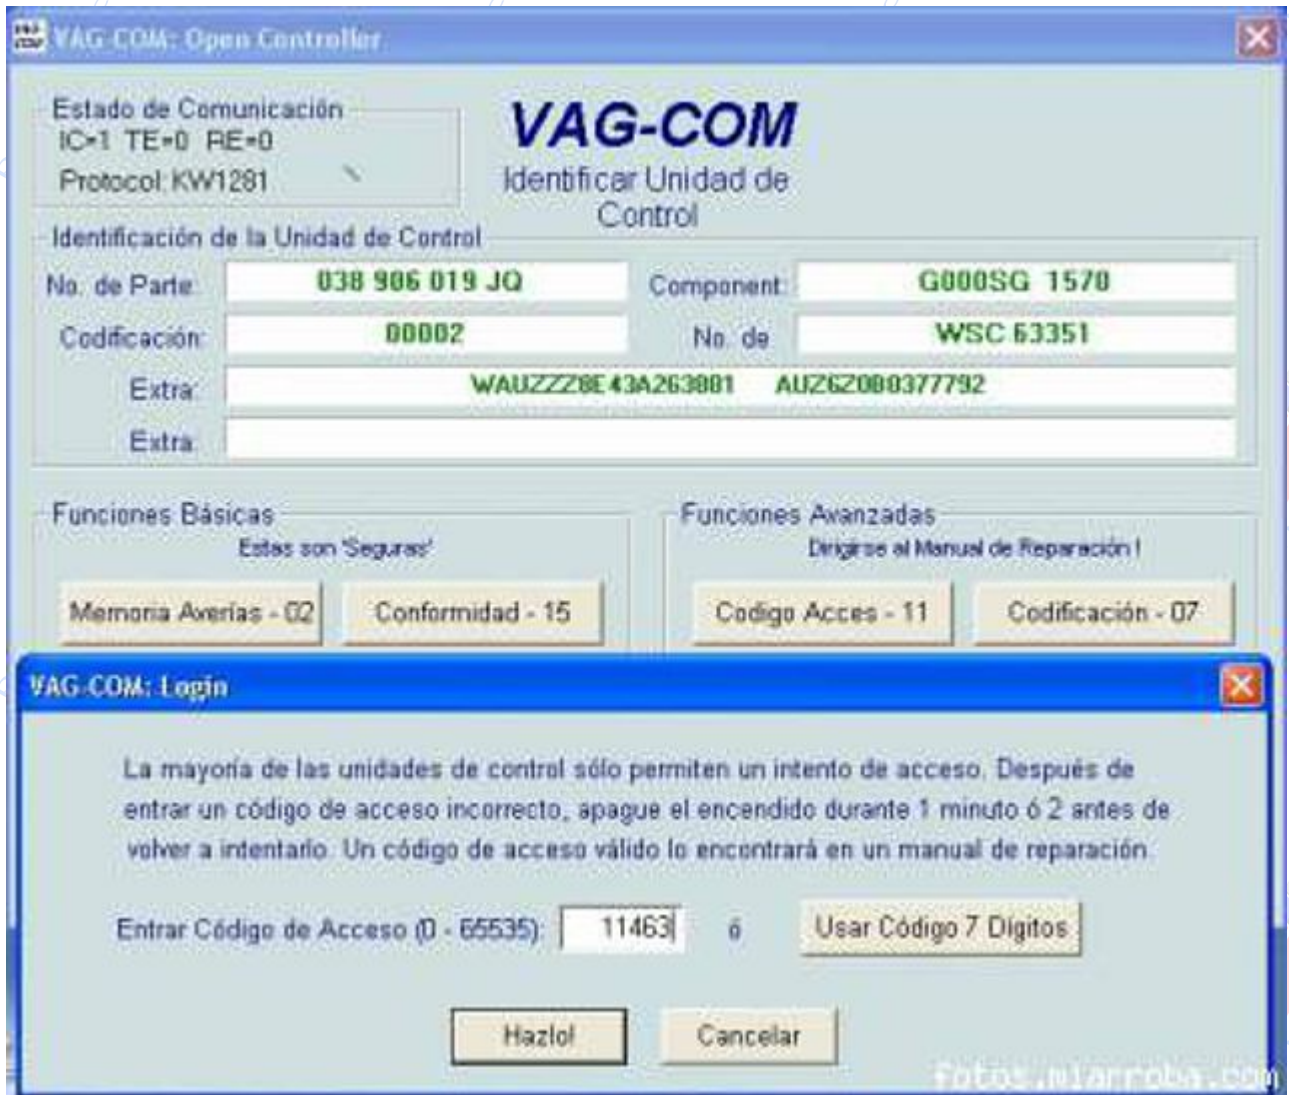 VAG-COM: Open Controller
Estado de Comunicación
IC=1 TE=0 RE=0
Protocol: KW1281
VAG-COM
Identificar Unidad de
Control
Identificación de la Unidad de Control
No. de Parte: 038 906 019 JQ Component: G000SG 1570
Codificación: 00002 No. de WSC 63351
Extra: WAUZZZ8E43A263881 AUZ6Z0B0377792
Extra:
Funciones Básicas
Estas son 'Seguras'
Funciones Avanzadas
Dirigirse al Manual de Reparación !
Memoria Averías - 02
Conformidad - 15
Codigo Acces - 11
Codificación - 07
VAG-COM: Login
La mayoría de las unidades de control sólo permiten un intento de acceso. Después de
entrar un código de acceso incorrecto, apague el encendido durante 1 minuto ó 2 antes de
volver a intentarlo. Un código de acceso válido lo encontrará en un manual de reparación.
Entrar Código de Acceso (0 - 65535): 11463 ó Usar Código 7 Dígitos
Hazlo!
Cancelar
fotos.miarroba.com